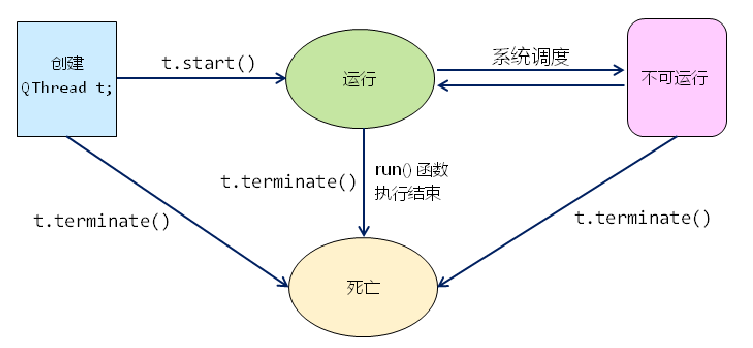 创建
QThread t;
t.start()
运行
系统调度
不可运行
t.terminate()
run() 函数
执行结束
t.terminate()
t.terminate()
死亡